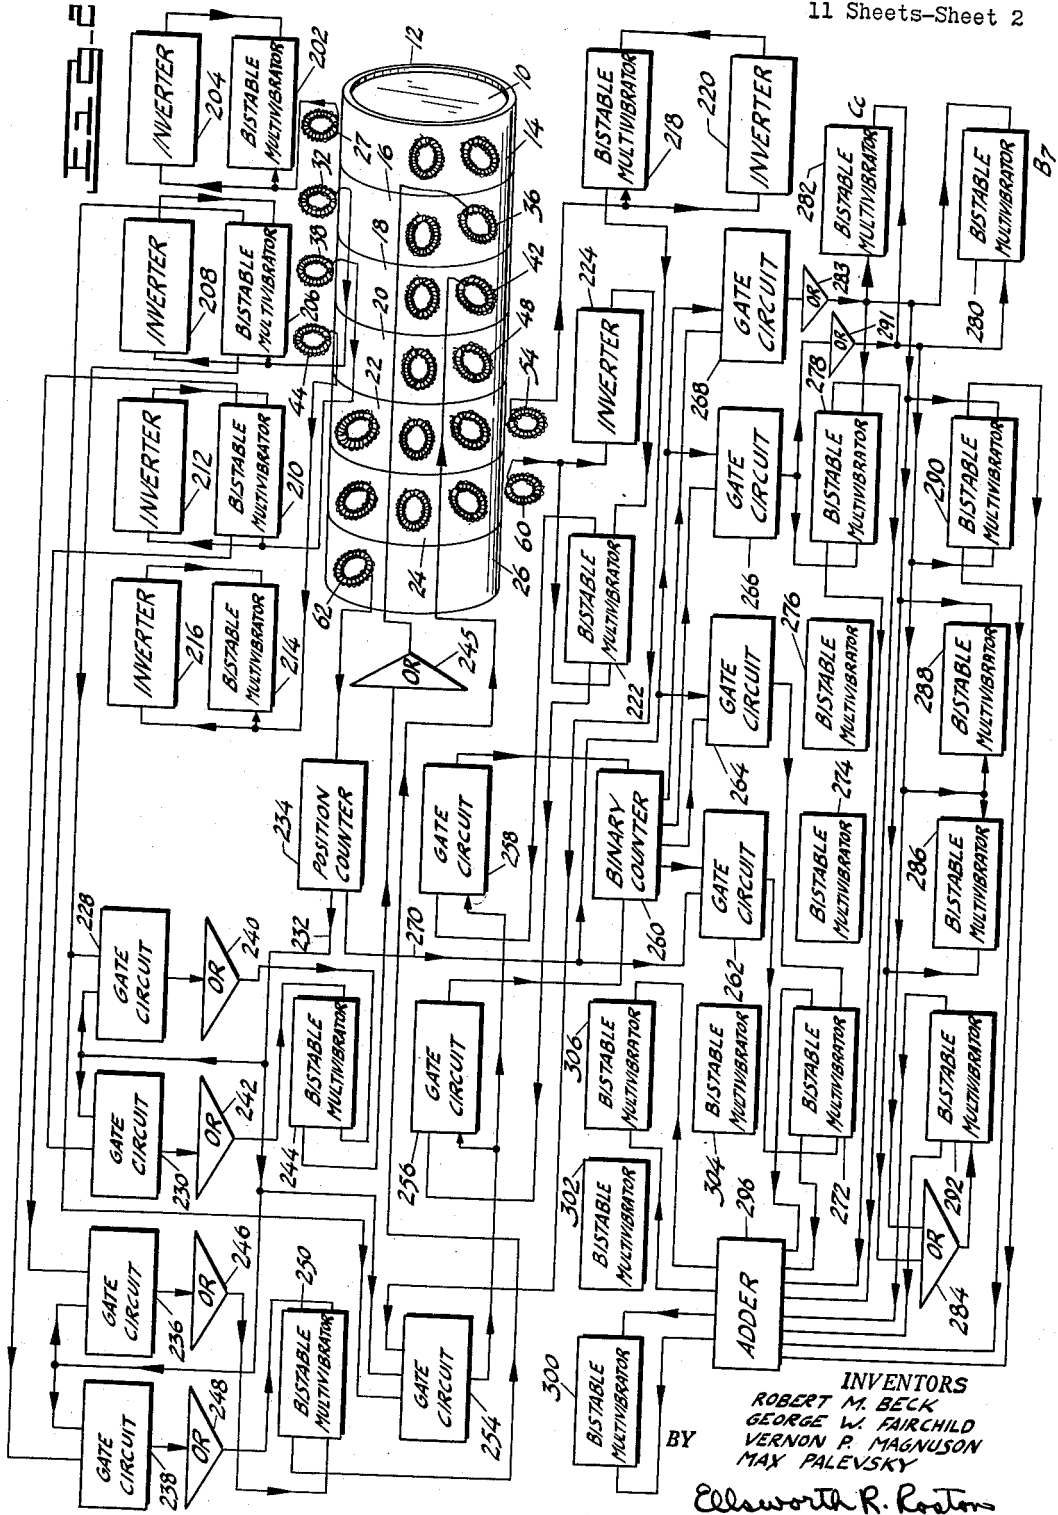 11 Sheets-Sheet 2
Fig-2
INVERTER
204
BISTABLE
MULTIVIBRATOR
202
INVERTER
208
BISTABLE
MULTIVIBRATOR
206
INVERTER
212
BISTABLE
MULTIVIBRATOR
210
INVERTER
216
BISTABLE
MULTIVIBRATOR
214
12
10
14
27
16
32
18
38
20
44
22
36
42
48
54
60
24
26
62
BISTABLE
MULTIVIBRATOR
218
INVERTER
220
INVERTER
224
BISTABLE
MULTIVIBRATOR
222
OR
245
POSITION
COUNTER
234
232
270
GATE
CIRCUIT
258
BINARY
COUNTER
260
GATE
CIRCUIT
268
GATE
CIRCUIT
266
GATE
CIRCUIT
264
GATE
CIRCUIT
262
OR
283
OR
291
BISTABLE
MULTIVIBRATOR
282
Cc
BISTABLE
MULTIVIBRATOR
280
B7
BISTABLE
MULTIVIBRATOR
278
BISTABLE
MULTIVIBRATOR
276
BISTABLE
MULTIVIBRATOR
274
BISTABLE
MULTIVIBRATOR
272
BISTABLE
MULTIVIBRATOR
290
BISTABLE
MULTIVIBRATOR
288
BISTABLE
MULTIVIBRATOR
286
BISTABLE
MULTIVIBRATOR
292
OR
284
GATE
CIRCUIT
228
OR
240
GATE
CIRCUIT
230
OR
242
BISTABLE
MULTIVIBRATOR
244
GATE
CIRCUIT
236
OR
246
GATE
CIRCUIT
238
OR
248
BISTABLE
MULTIVIBRATOR
250
GATE
CIRCUIT
256
GATE
CIRCUIT
254
BISTABLE
MULTIVIBRATOR
306
BISTABLE
MULTIVIBRATOR
304
BISTABLE
MULTIVIBRATOR
302
BISTABLE
MULTIVIBRATOR
300
ADDER
296
INVENTORS
ROBERT M. BECK
GEORGE W. FAIRCHILD
VERNON P. MAGNUSON
MAX PALEVSKY
BY
Ellsworth R. Roston